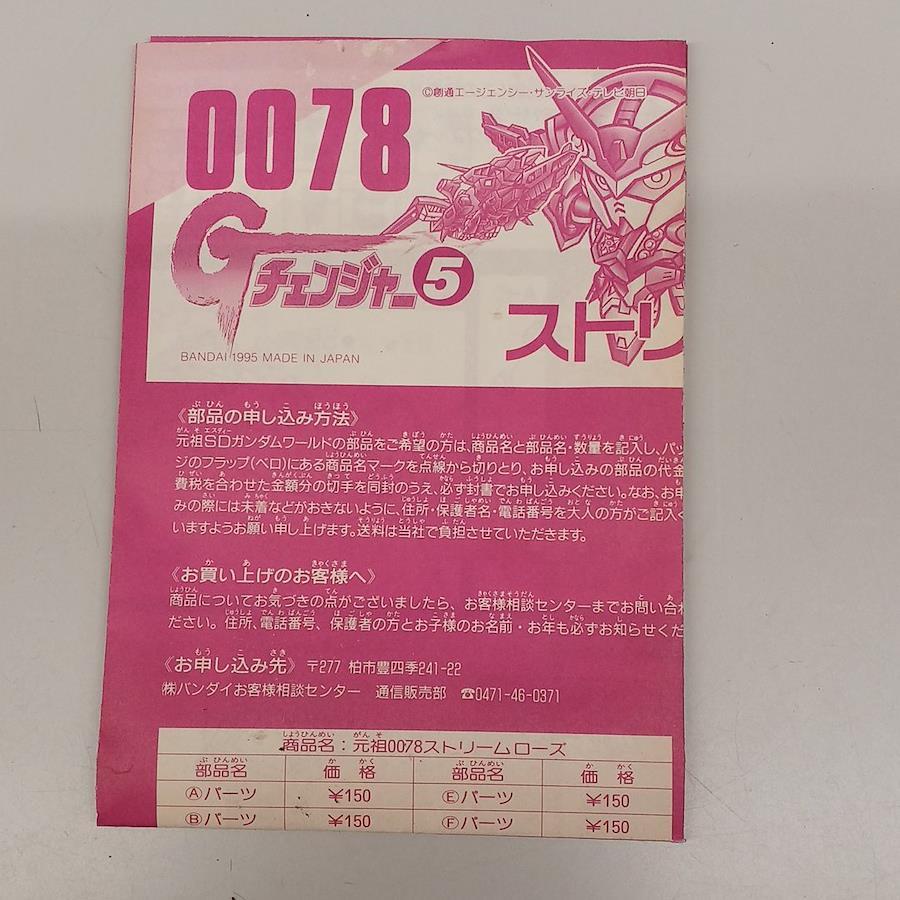 0078
©創通エージェンシー・サンライズ・テレビ朝日
Gチェンジャー⑤
ストリ
BANDAI 1995 MADE IN JAPAN
《部品の申し込み方法》
元祖SDガンダムワールドの部品をご希望の方は、商品名と部品名・数量を記入し、パッ
ジのフラップ(ベロ)にある商品名マークを点線から切りとり、お申し込みの部品の代金
費税を合わせた金額分の切手を同封のうえ、必ず封書でお申し込みください。なお、お申
みの際には未着などがおきないように、住所・保護者名・電話番号を大人の方がご記入く
いますようお願い申し上げます。送料は当社で負担させていただきます。
《お買い上げのお客様へ》
商品についてお気づきの点がございましたら、お客様相談センターまでお問い合わ
ださい。住所、電話番号、保護者の方とお子様のお名前・お年も必ずお知らせくだ
《お申し込み先》 〒277 柏市豊四季241-22
㈱バンダイお客様相談センター 通信販売部 ☎0471-46-0371
商品名:元祖0078ストリームローズ
部品名 価格 部品名 価格
Ⓐパーツ ¥150 Ⓔパーツ ¥150
Ⓑパーツ ¥150 Ⓕパーツ ¥150